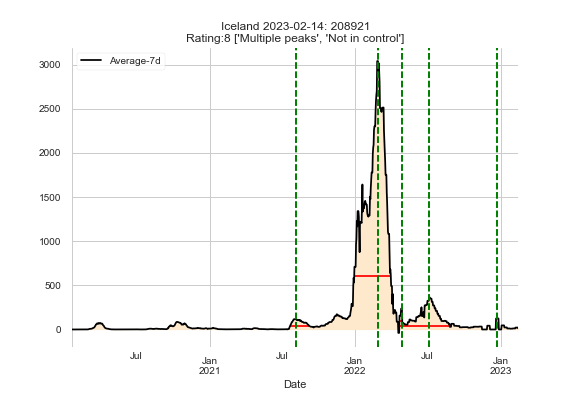 Iceland 2023-02-14: 208921
Rating:8 ['Multiple peaks', 'Not in control']
Average-7d
3000
2500
2000
1500
1000
500
0
Jul
Jan
2021
Jul
Jan
2022
Jul
Jan
2023
Date